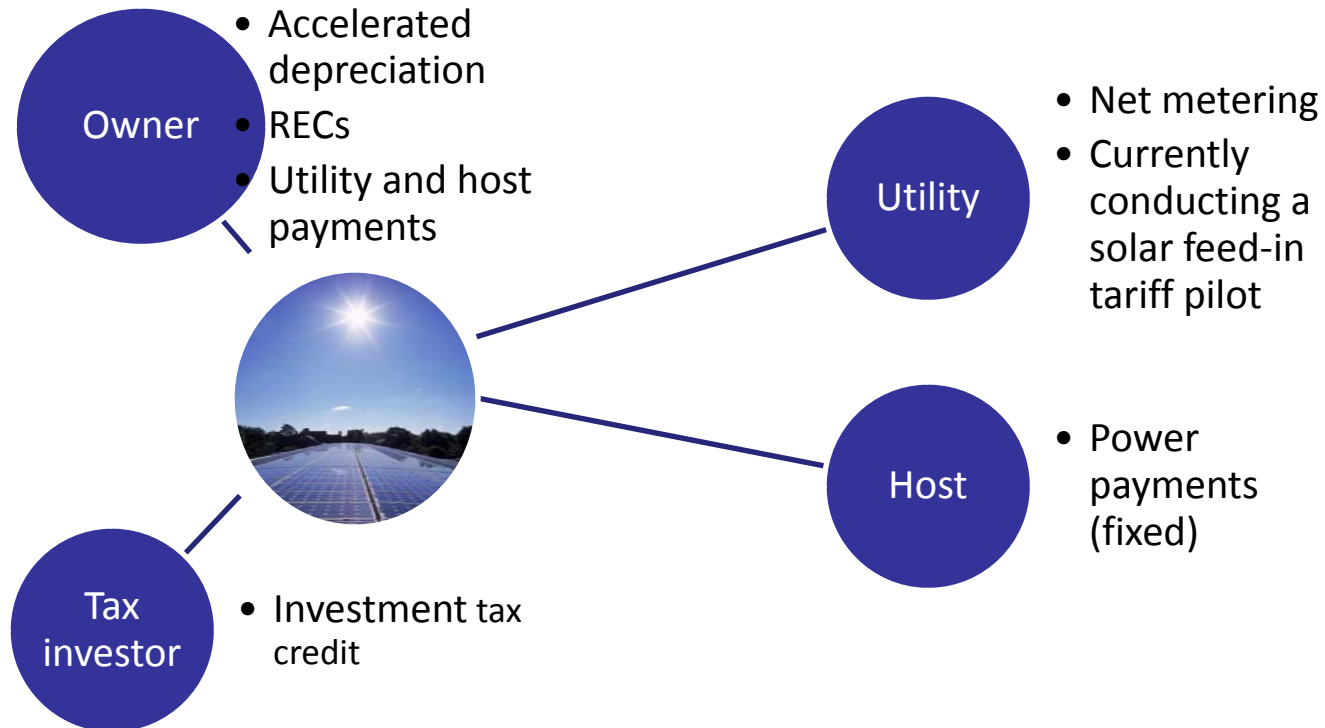 Owner
• Accelerated
depreciation
• RECs
• Utility and host
payments
Utility
• Net metering
• Currently
conducting a
solar feed-in
tariff pilot
Host
• Power
payments
(fixed)
Tax
investor
• Investment tax
credit